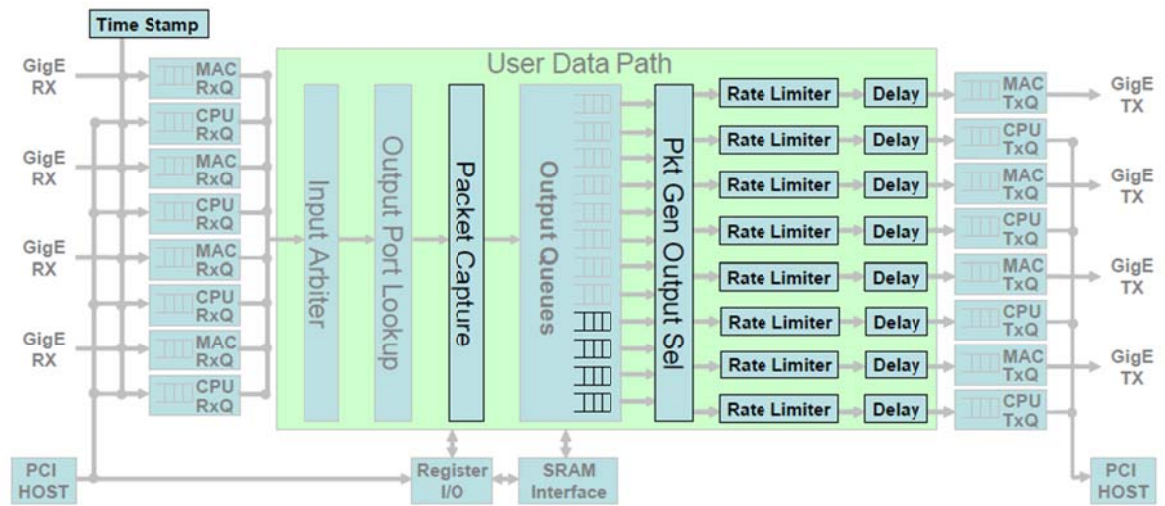 Time Stamp
User Data Path
GigE
RX
MAC
RxQ
CPU
RxQ
GigE
RX
MAC
RxQ
CPU
RxQ
GigE
RX
MAC
RxQ
CPU
RxQ
GigE
RX
MAC
RxQ
CPU
RxQ
Input Arbiter
Output Port Lookup
Packet Capture
Output Queues
Pkt Gen Output Sel
Rate Limiter
Delay
MAC
TxQ
GigE
TX
Rate Limiter
Delay
CPU
TxQ
Rate Limiter
Delay
MAC
TxQ
GigE
TX
Rate Limiter
Delay
CPU
TxQ
Rate Limiter
Delay
MAC
TxQ
GigE
TX
Rate Limiter
Delay
CPU
TxQ
Rate Limiter
Delay
MAC
TxQ
GigE
TX
Rate Limiter
Delay
CPU
TxQ
PCI
HOST
Register
I/O
SRAM
Interface
PCI
HOST